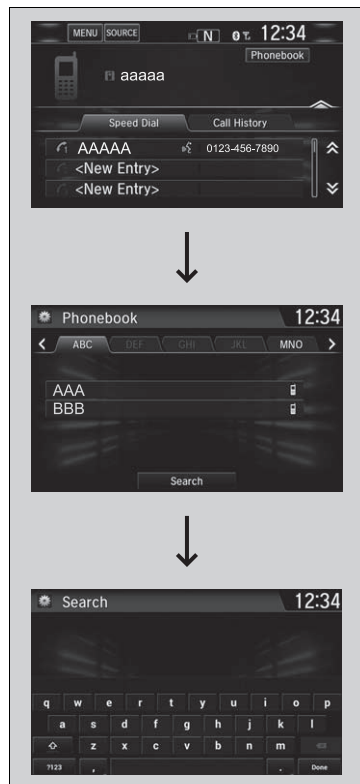 MENU SOURCE N 12:34
Phonebook
aaaaa
Speed Dial Call History
1 AAAAA 0123-456-7890
<New Entry>
<New Entry>
Phonebook 12:34
ABC DEF GHI JKL MNO
AAA
BBB
Search
Search 12:34
q w e r t y u i o p
a s d f g h j k l
z x c v b n m
?123 , . Done